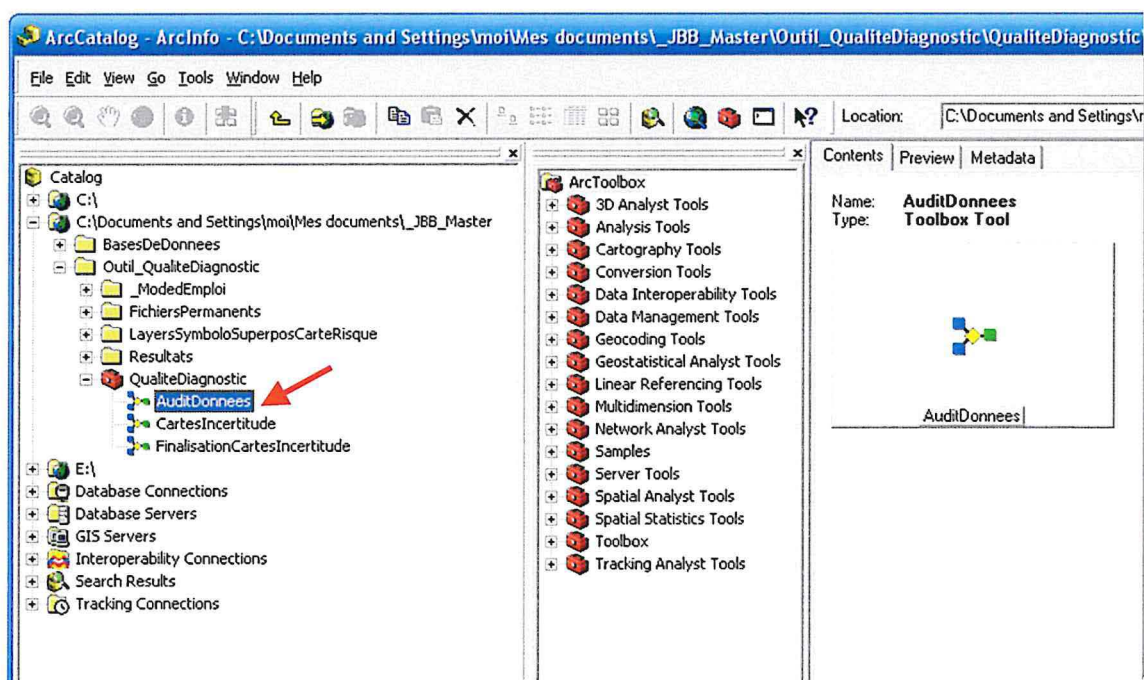 ArcCatalog - ArcInfo - C:\Documents and Settings\moi\Mes documents\_JBB_Master\Outil_QualiteDiagnostic\QualiteDiagnostic
File Edit View Go Tools Window Help
Location: C:\Documents and Settings\
Catalog
C:\
C:\Documents and Settings\moi\Mes documents\_JBB_Master
BasesDeDonnees
Outil_QualiteDiagnostic
_ModedEmploi
FichiersPermanents
LayersSymboloSuperposCarteRisque
Resultats
QualiteDiagnostic
AuditDonnees
CartesIncertitude
FinalisationCartesIncertitude
E:\
Database Connections
Database Servers
GIS Servers
Interoperability Connections
Search Results
Tracking Connections
ArcToolbox
3D Analyst Tools
Analysis Tools
Cartography Tools
Conversion Tools
Data Interoperability Tools
Data Management Tools
Geocoding Tools
Geostatistical Analyst Tools
Linear Referencing Tools
Multidimension Tools
Network Analyst Tools
Samples
Server Tools
Spatial Analyst Tools
Spatial Statistics Tools
Toolbox
Tracking Analyst Tools
Contents Preview Metadata
Name: AuditDonnees
Type: Toolbox Tool
AuditDonnees